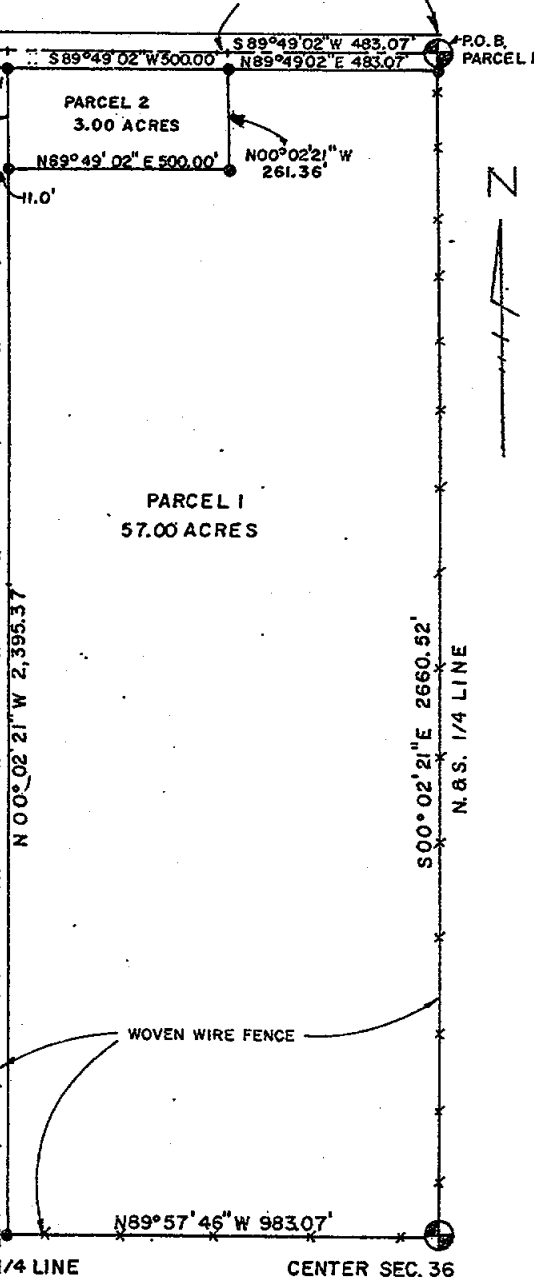 S89°49'02"W 483.07'
P.O.B.
PARCEL I
S89°49'02"W 500.00'
N89°49'02"E 483.07'
PARCEL 2
3.00 ACRES
N69°49'02"E 500.00'
N00°02'21"W
261.36'
11.0'
Z
PARCEL I
57.00 ACRES
N00°02'21"W 2,395.37'
S00°02'21"E 2660.52'
N.&S. 1/4 LINE
WOVEN WIRE FENCE
N89°57'46"W 983.07'
1/4 LINE
CENTER SEC. 36